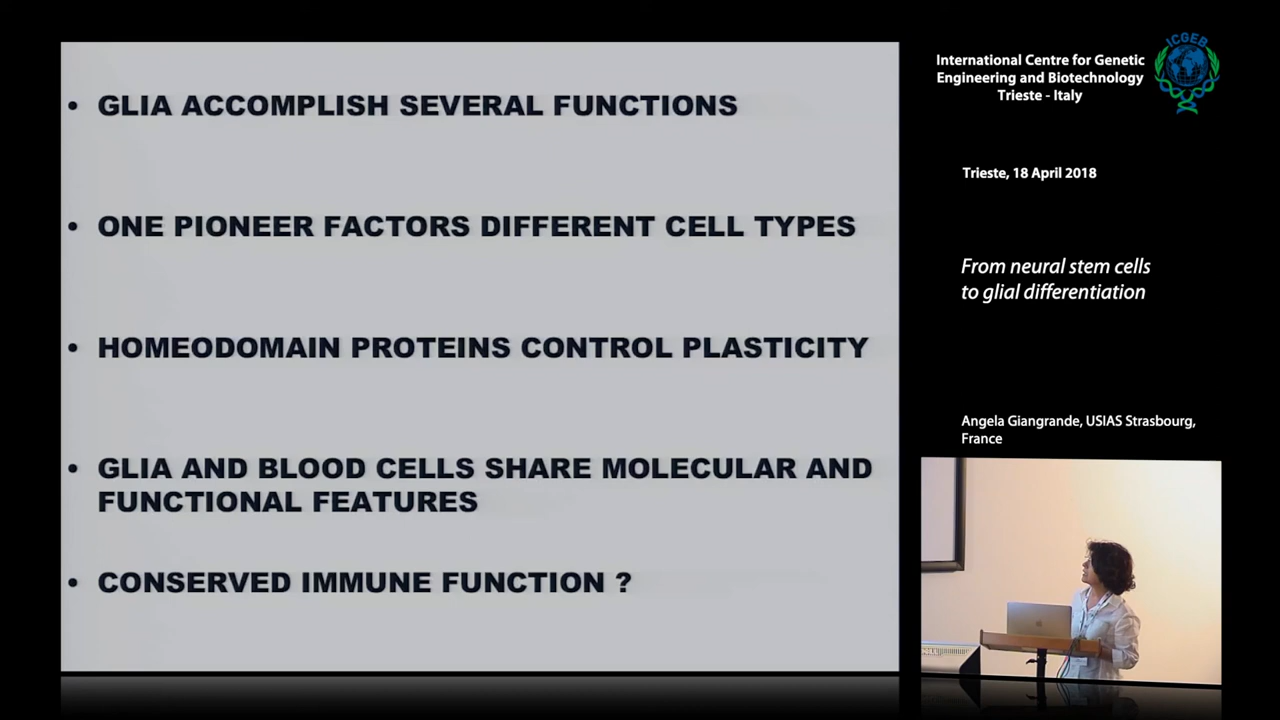 • GLIA ACCOMPLISH SEVERAL FUNCTIONS
• ONE PIONEER FACTORS DIFFERENT CELL TYPES
• HOMEODOMAIN PROTEINS CONTROL PLASTICITY
• GLIA AND BLOOD CELLS SHARE MOLECULAR AND
FUNCTIONAL FEATURES
• CONSERVED IMMUNE FUNCTION ?
International Centre for Genetic
Engineering and Biotechnology
Trieste - Italy
ICGEB
Trieste, 18 April 2018
From neural stem cells
to glial differentiation
Angela Giangrande, USIAS Strasbourg,
France